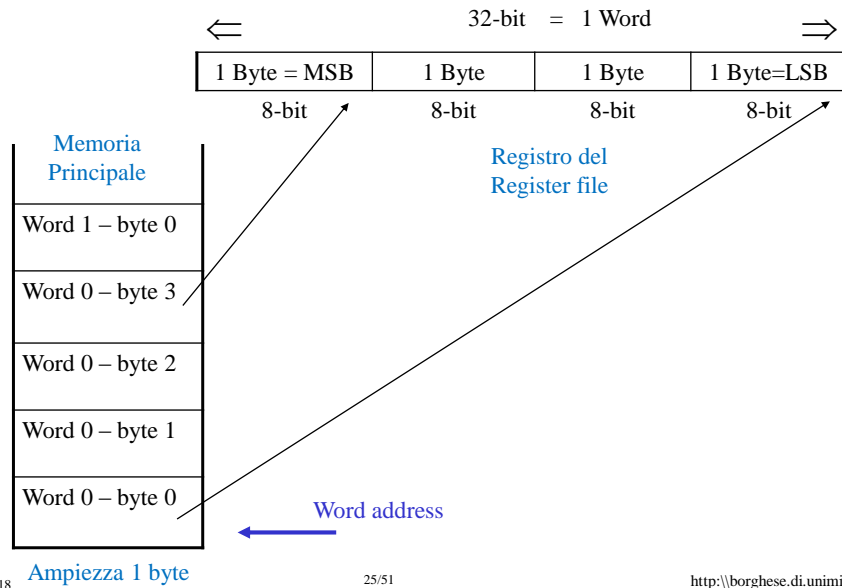 32-bit = 1 Word
1 Byte = MSB
1 Byte
1 Byte
1 Byte=LSB
8-bit
8-bit
8-bit
8-bit
Memoria
Principale
Registro del
Register file
Word 1 – byte 0
Word 0 – byte 3
Word 0 – byte 2
Word 0 – byte 1
Word 0 – byte 0
Word address
Ampiezza 1 byte
18
25/51
http:\\borghese.di.unimi